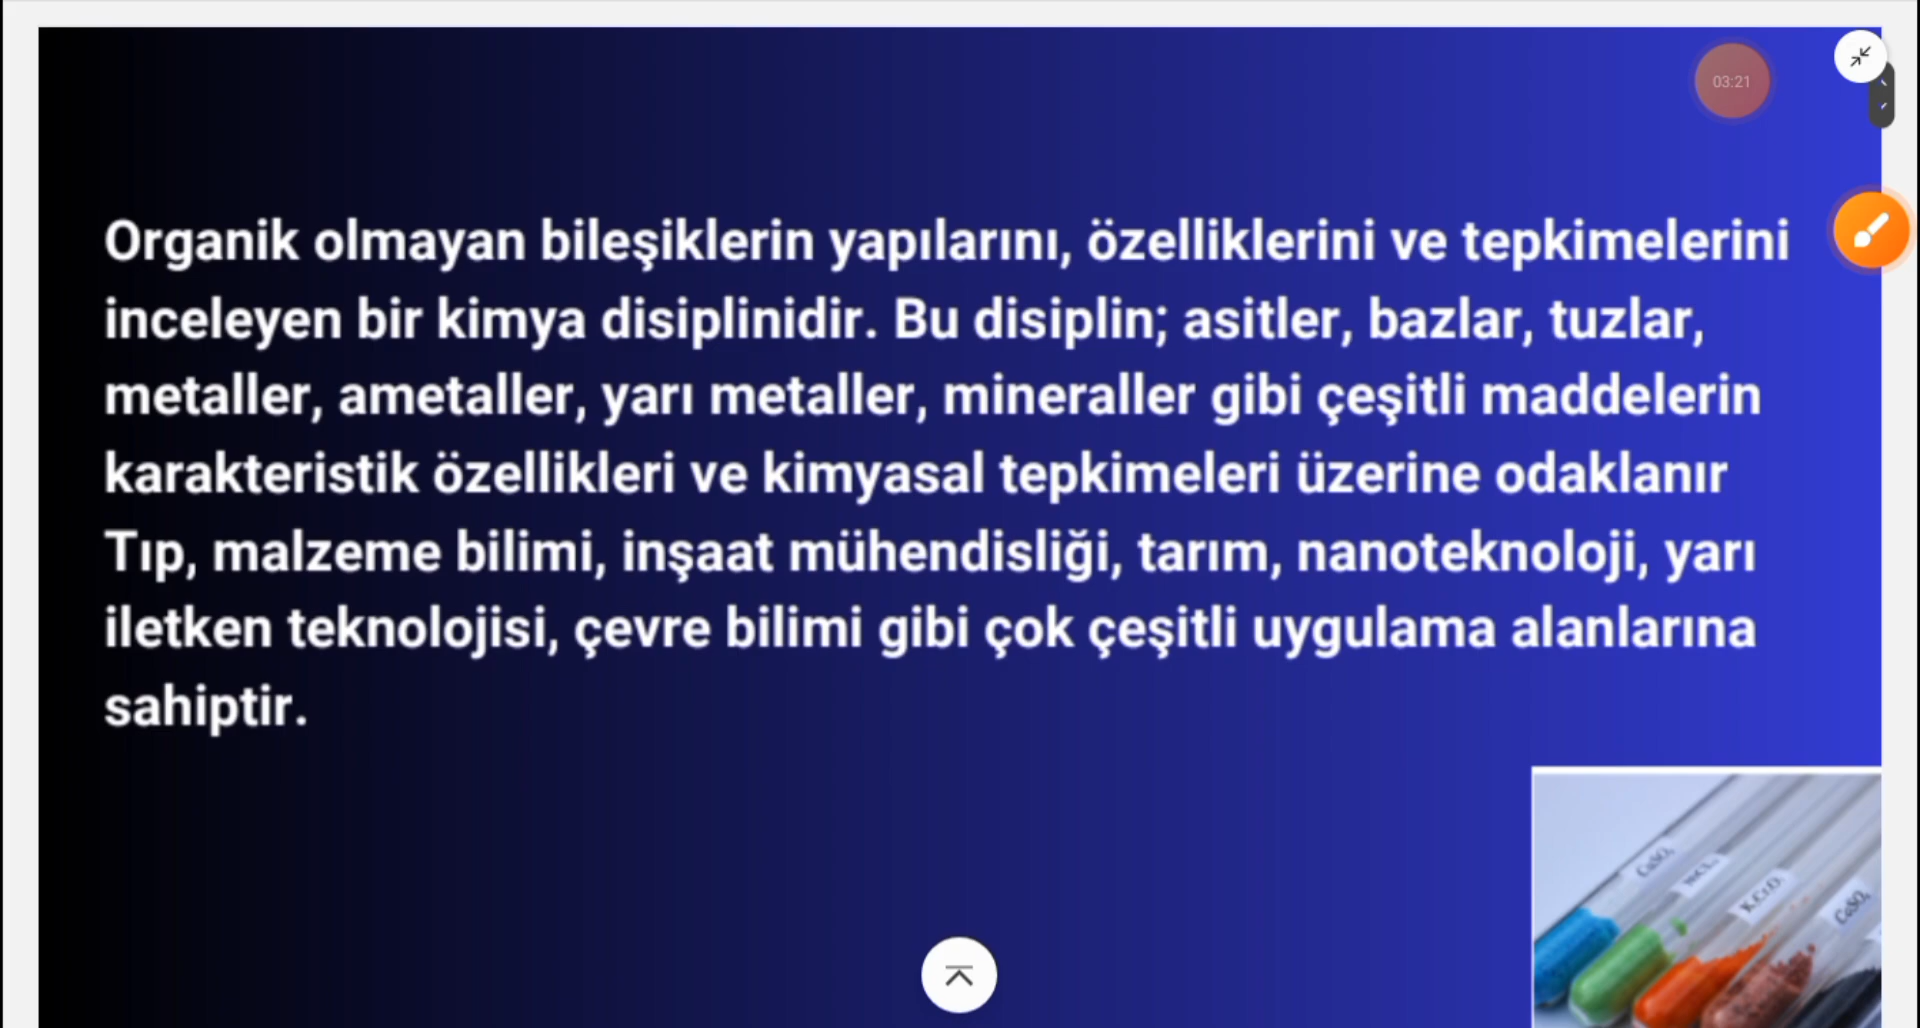 03:21
Organik olmayan bileşiklerin yapılarını, özelliklerini ve tepkimelerini
inceleyen bir kimya disiplinidir. Bu disiplin; asitler, bazlar, tuzlar,
metaller, ametaller, yarı metaller, mineraller gibi çeşitli maddelerin
karakteristik özellikleri ve kimyasal tepkimeleri üzerine odaklanır
Tıp, malzeme bilimi, inşaat mühendisliği, tarım, nanoteknoloji, yarı
iletken teknolojisi, çevre bilimi gibi çok çeşitli uygulama alanlarına
sahiptir.